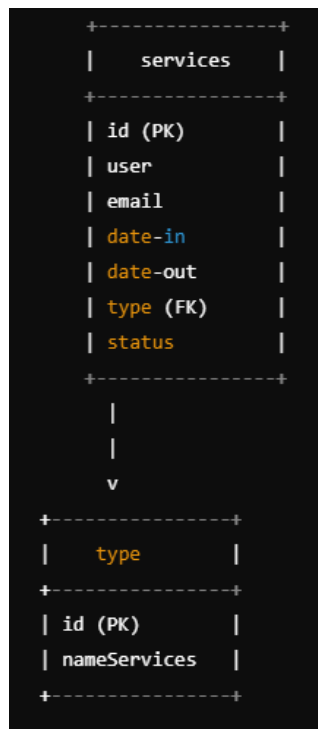 +----------------+
|    services    |
+----------------+
| id (PK)        |
| user           |
| email          |
| date-in        |
| date-out       |
| type (FK)      |
| status         |
+----------------+
|
|
v
+----------------+
|    type        |
+----------------+
| id (PK)        |
| nameServices   |
+----------------+